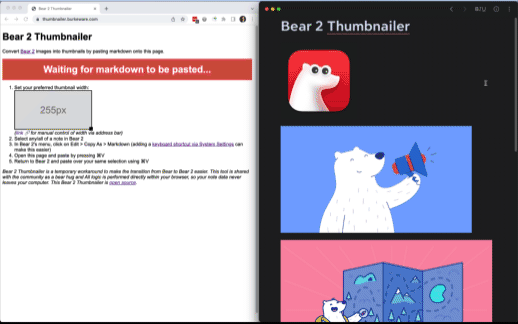 Bear 2 Thumbnailer
thumbnailer.burkeware.com
Bear 2 Thumbnailer
Convert Bear 2 images into thumbnails by pasting markdown onto this page.
Waiting for markdown to be pasted...
1. Set your preferred thumbnail width:
255px
(link // for manual control of width via address bar)
2. Select any/all of a note in Bear 2
3. In Bear 2's menu, click on Edit > Copy As > Markdown (adding a keyboard shortcut via System Settings can
make this easier)
4. Open this page and paste by pressing ⌘V
5. Return to Bear 2 and paste over your same selection using ⌘V
Bear 2 Thumbnailer is a temporary workaround to make the transition from Bear to Bear 2 easier. This tool is shared
with the community as a bear hug and All logic is performed directly within your browser, so your note data never
leaves your computer. This Bear 2 Thumbnailer is open source.
Bear 2 Thumbnailer